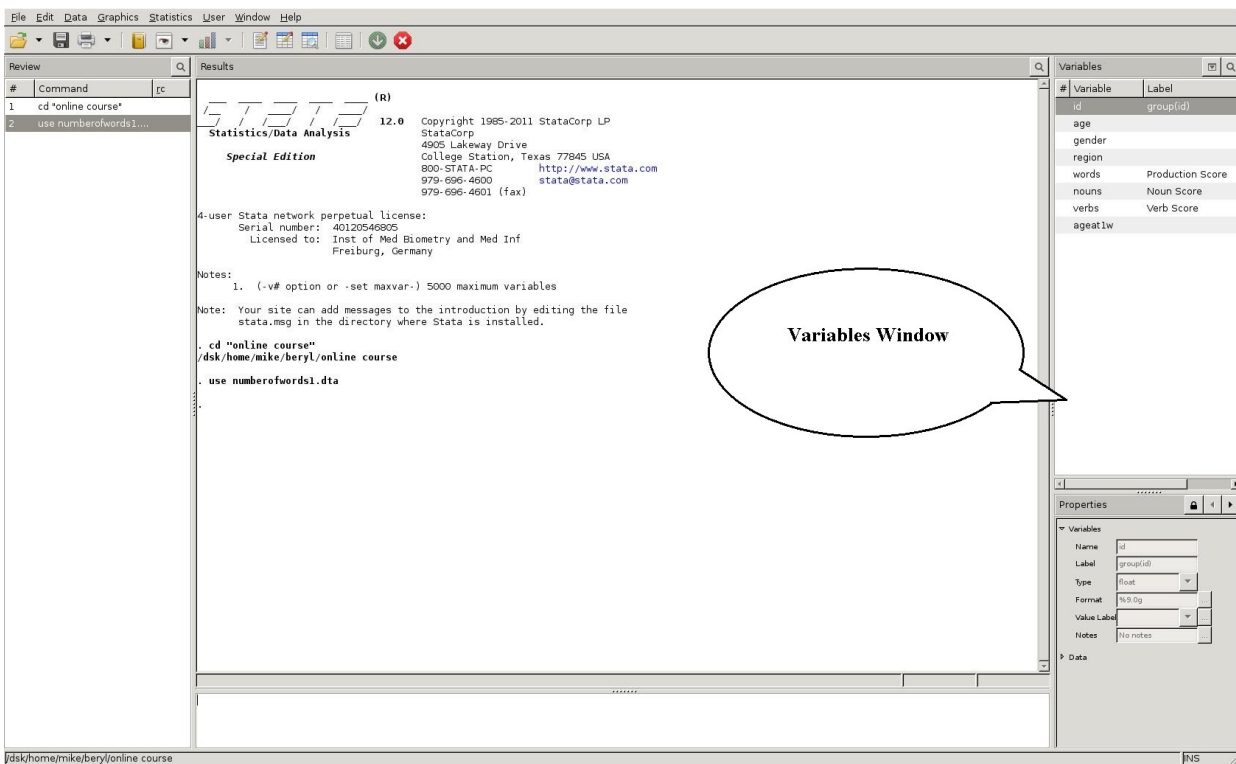 File Edit Data Graphics Statistics User Window Help
Review
# Command rc
1 cd "online course"
2 use numberofwords1....
Results
(R)
12.0 Copyright 1985-2011 StataCorp LP
Statistics/Data Analysis StataCorp
4905 Lakeway Drive
Special Edition College Station, Texas 77845 USA
800-STATA-PC http://www.stata.com
979-696-4600 stata@stata.com
979-696-4601 (fax)
4-user Stata network perpetual license:
Serial number: 40120546805
Licensed to: Inst of Med Biometry and Med Inf
Freiburg, Germany
Notes:
1. (-v# option or -set maxvar-) 5000 maximum variables
Note: Your site can add messages to the introduction by editing the file
stata.msg in the directory where Stata is installed.
. cd "online course"
/dsk/home/mike/beryl/online course
. use numberofwords1.dta
.
Variables Window
Variables
# Variable Label
id group(id)
age
gender
region
words Production Score
nouns Noun Score
verbs Verb Score
ageat1w
Properties
Variables
Name id
Label group(id)
Type float
Format %9.0g
Value Label
Notes No notes
Data
/dsk/home/mike/beryl/online course
INS